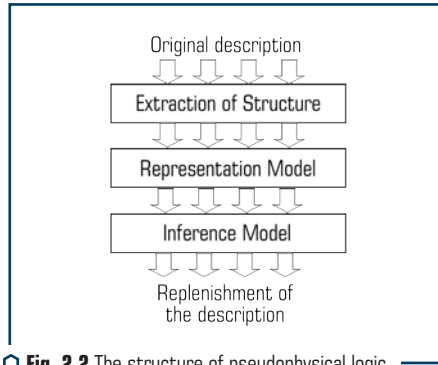 Original description
Extraction of Structure
Representation Model
Inference Model
Replenishment of
the description
Fig. 2.2 The structure of pseudophysical logic